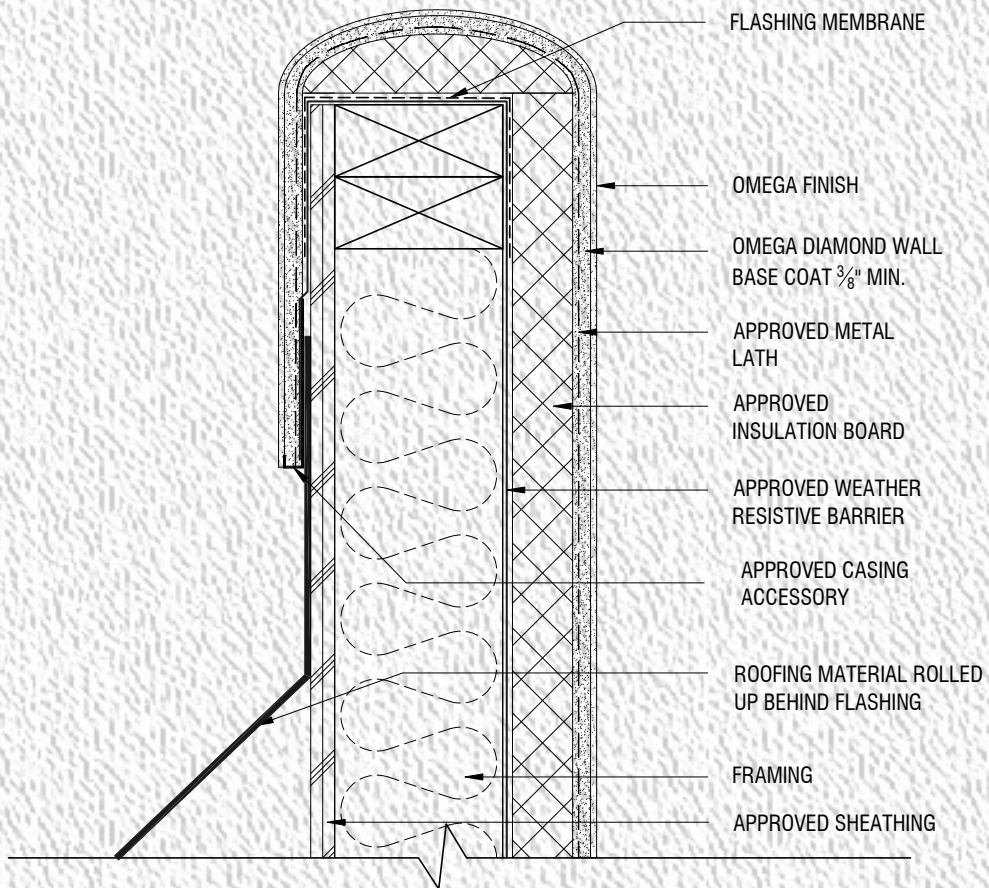 FLASHING MEMBRANE
OMEGA FINISH
OMEGA DIAMOND WALL
BASE COAT ⅜" MIN.
APPROVED METAL
LATH
APPROVED
INSULATION BOARD
APPROVED WEATHER
RESISTIVE BARRIER
APPROVED CASING
ACCESSORY
ROOFING MATERIAL ROLLED
UP BEHIND FLASHING
FRAMING
APPROVED SHEATHING